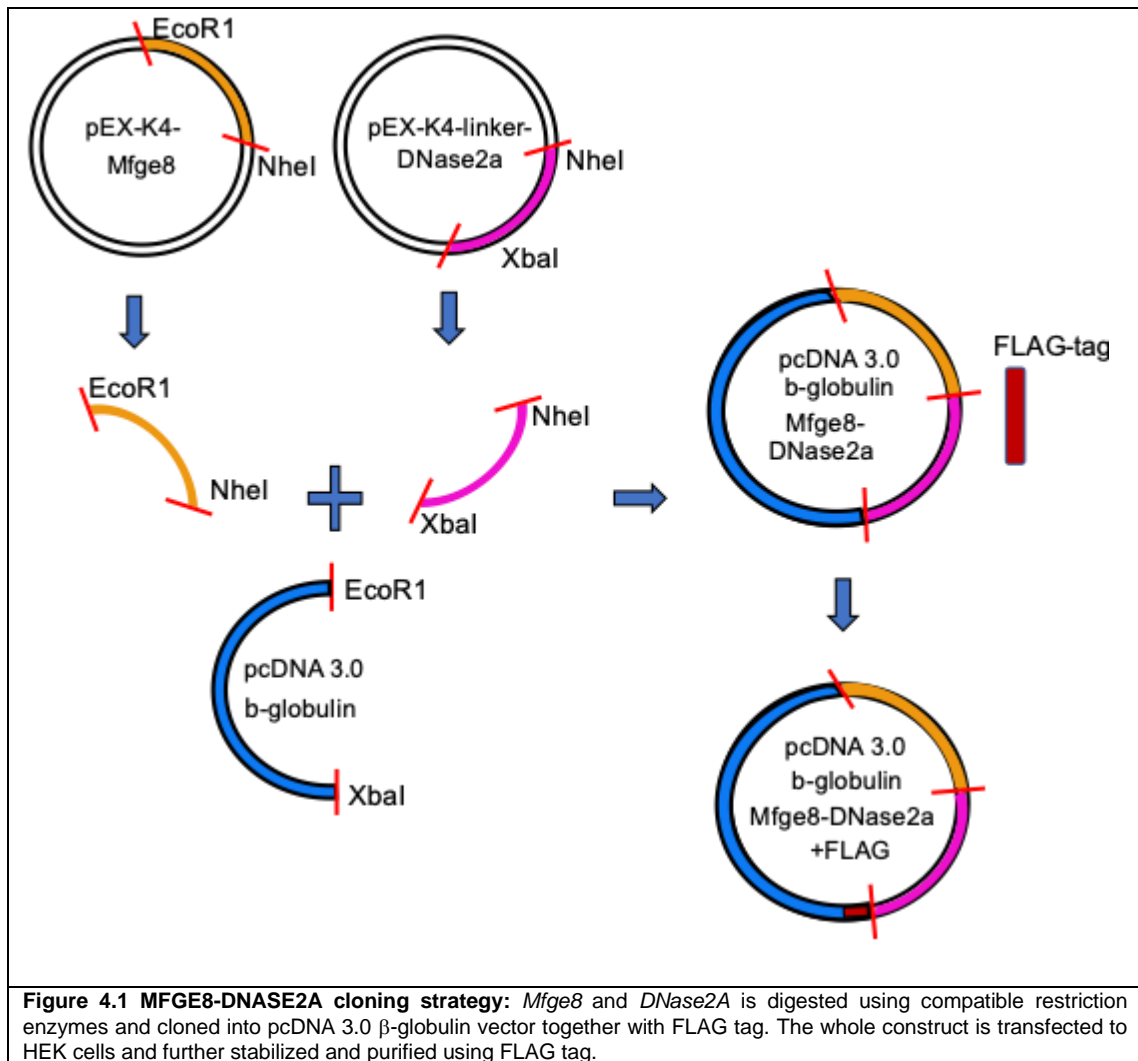 EcoR1
pEX-K4-
Mfge8
NheI
pEX-K4-linker-
DNase2a
NheI
XbaI
EcoR1
NheI
NheI
XbaI
EcoR1
pcDNA 3.0
b-globulin
XbaI
pcDNA 3.0
b-globulin
Mfge8-
DNase2a
FLAG-tag
pcDNA 3.0
b-globulin
Mfge8-DNase2a
+FLAG
Figure 4.1 MFGE8-DNASE2A cloning strategy: Mfge8 and DNase2A is digested using compatible restriction
enzymes and cloned into pcDNA 3.0 β-globulin vector together with FLAG tag. The whole construct is transfected to
HEK cells and further stabilized and purified using FLAG tag.